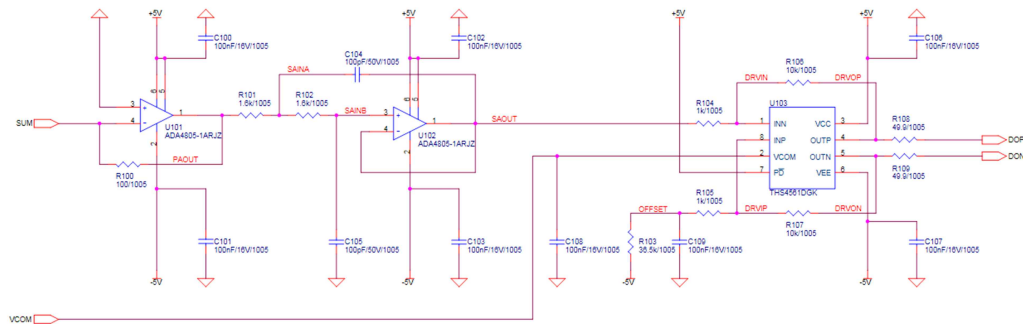 +5V
+5V
+5V
C100
100nF/16V/1005
C102
100nF/16V/1005
C106
100nF/16V/1005
C104
100pF/50V/1005
SAINA
R106
10k/1005
DRVIN
DRVOP
6
5
6
5
R101
1.6k/1005
R102
1.6k/1005
SAINB
SAOUT
R104
1k/1005
U103
3
+
1
4
-
2
U101
ADA4805-1ARJZ
3
+
1
4
-
2
U102
ADA4805-1ARJZ
1
INN
VCC
3
8
INP
OUTP
4
2
VCOM
OUTN
5
7
PD
VEE
6
THS4561DGK
R108
49.9/1005
R109
49.9/1005
DOP
DON
SUM
PAOUT
R100
100/1005
R105
1k/1005
OFFSET
DRVIP
DRVON
R107
10k/1005
C101
100nF/16V/1005
C105
100pF/50V/1005
C103
100nF/16V/1005
C108
100nF/16V/1005
R103
38.5k/1005
C109
100nF/16V/1005
C107
100nF/16V/1005
-5V
-5V
-5V
-5V
VCOM